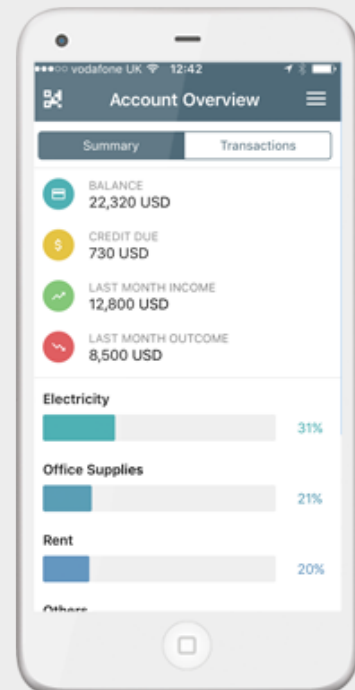 vodafone UK 12:42
Account Overview
Summary Transactions
BALANCE
22,320 USD
CREDIT DUE
$ 730 USD
LAST MONTH INCOME
12,800 USD
LAST MONTH OUTCOME
8,500 USD
Electricity
31%
Office Supplies
21%
Rent
20%
Others